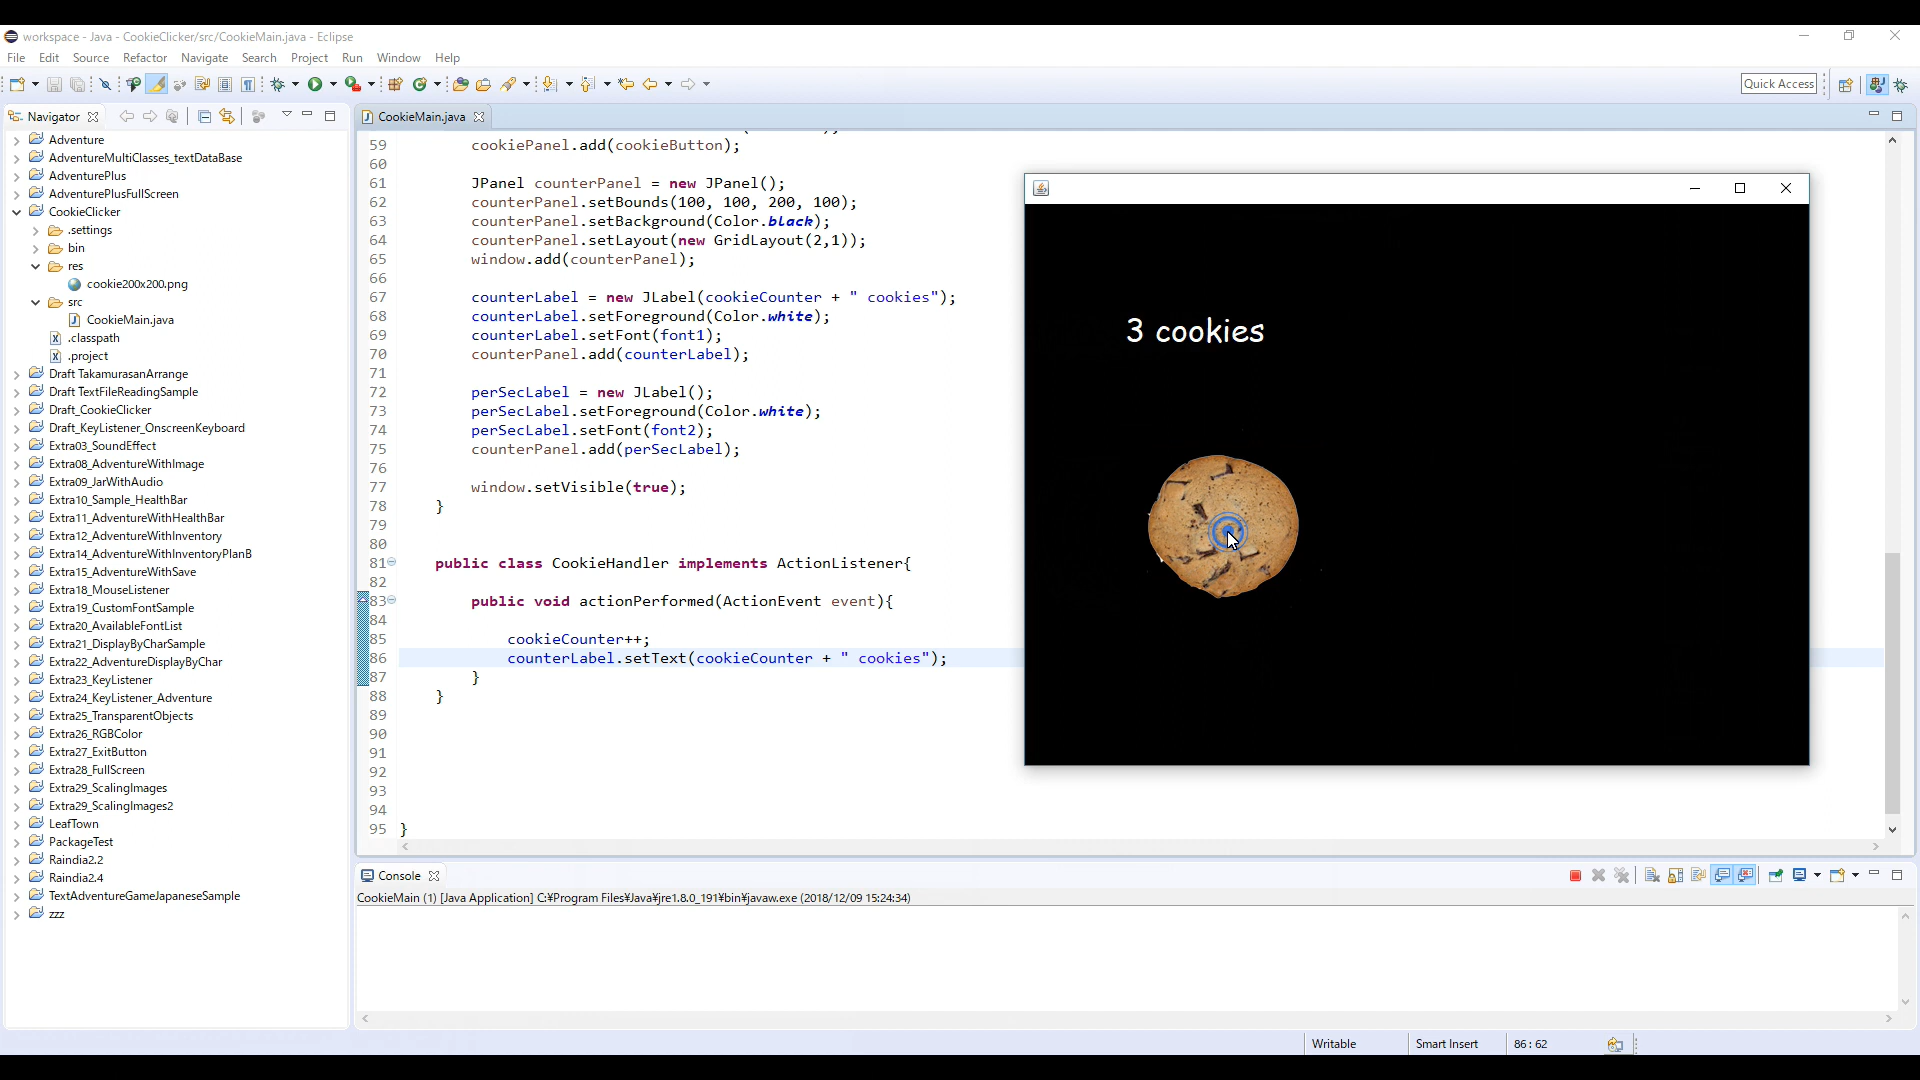 workspace - Java - CookieClicker/src/CookieMain.java - Eclipse
File Edit Source Refactor Navigate Search Project Run Window Help
Quick Access
Navigator
Adventure
AdventureMultiClasses_textDataBase
AdventurePlus
AdventurePlusFullScreen
CookieClicker
.settings
bin
res
cookie200x200.png
src
CookieMain.java
.classpath
.project
Draft TakamurasanArrange
Draft TextFileReadingSample
Draft_CookieClicker
Draft_KeyListener_OnscreenKeyboard
Extra03_SoundEffect
Extra08_AdventureWithImage
Extra09_JarWithAudio
Extra10_Sample_HealthBar
Extra11_AdventureWithHealthBar
Extra12_AdventureWithInventory
Extra14_AdventureWithInventoryPlanB
Extra15_AdventureWithSave
Extra18_MouseListener
Extra19_CustomFontSample
Extra20_AvailableFontList
Extra21_DisplayByCharSample
Extra22_AdventureDisplayByChar
Extra23_KeyListener
Extra24_KeyListener_Adventure
Extra25_TransparentObjects
Extra26_RGBColor
Extra27_ExitButton
Extra28_FullScreen
Extra29_ScalingImages
Extra29_ScalingImages2
LeafTown
PackageTest
Raindia2.2
Raindia2.4
TextAdventureGameJapaneseSample
zzz
CookieMain.java
59 cookiePanel.add(cookieButton);
60
61 JPanel counterPanel = new JPanel();
62 counterPanel.setBounds(100, 100, 200, 100);
63 counterPanel.setBackground(Color.black);
64 counterPanel.setLayout(new GridLayout(2,1));
65 window.add(counterPanel);
66
67 counterLabel = new JLabel(cookieCounter + " cookies");
68 counterLabel.setForeground(Color.white);
69 counterLabel.setFont(font1);
70 counterPanel.add(counterLabel);
71
72 perSecLabel = new JLabel();
73 perSecLabel.setForeground(Color.white);
74 perSecLabel.setFont(font2);
75 counterPanel.add(perSecLabel);
76
77 window.setVisible(true);
78 }
79
80
81 public class CookieHandler implements ActionListener{
82
83 public void actionPerformed(ActionEvent event){
84
85 cookieCounter++;
86 counterLabel.setText(cookieCounter + " cookies");
87 }
88 }
89
90
91
92
93
94
95 }
3 cookies
Console
CookieMain (1) [Java Application] C:¥Program Files¥Java¥jre1.8.0_191¥bin¥javaw.exe (2018/12/09 15:24:34)
Writable Smart Insert 86 : 62